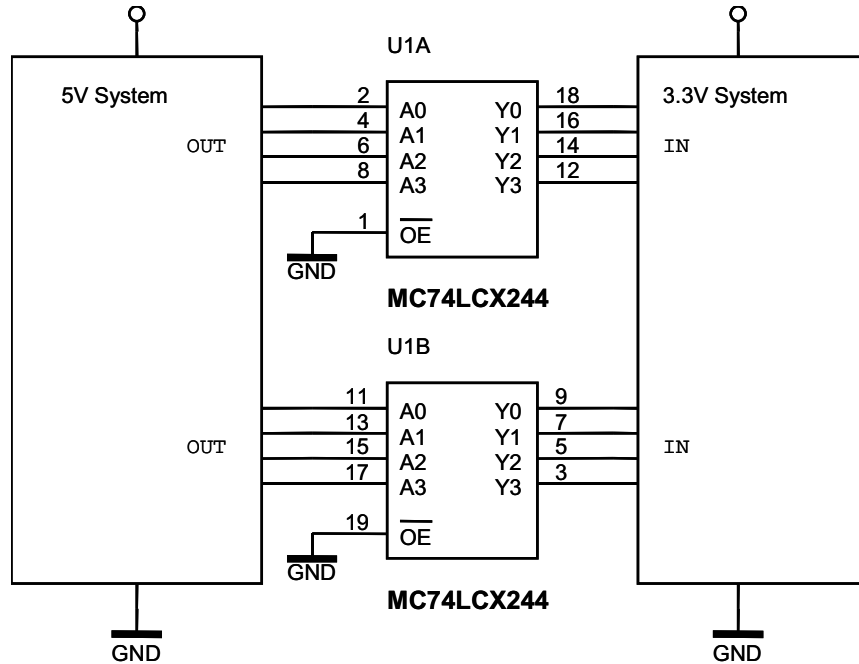 U1A
5V System
3.3V System
2 A0 Y0 18
4 A1 Y1 16
OUT
6 A2 Y2 14
IN
8 A3 Y3 12
1 OE
GND
MC74LCX244
U1B
11 A0 Y0 9
13 A1 Y1 7
OUT
15 A2 Y2 5
IN
17 A3 Y3 3
19 OE
GND
MC74LCX244
GND
GND